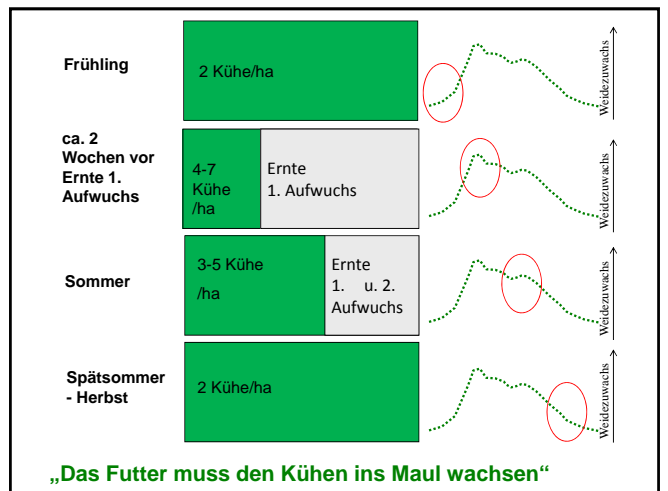 Frühling
2 Kühe/ha
Weidezuwachs
ca. 2
Wochen vor
Ernte 1.
Aufwuchs
4-7
Kühe
/ha
Ernte
1. Aufwuchs
Weidezuwachs
Sommer
3-5 Kühe
/ha
Ernte
1. u. 2.
Aufwuchs
Weidezuwachs
Spätsommer
- Herbst
2 Kühe/ha
Weidezuwachs
„Das Futter muss den Kühen ins Maul wachsen“